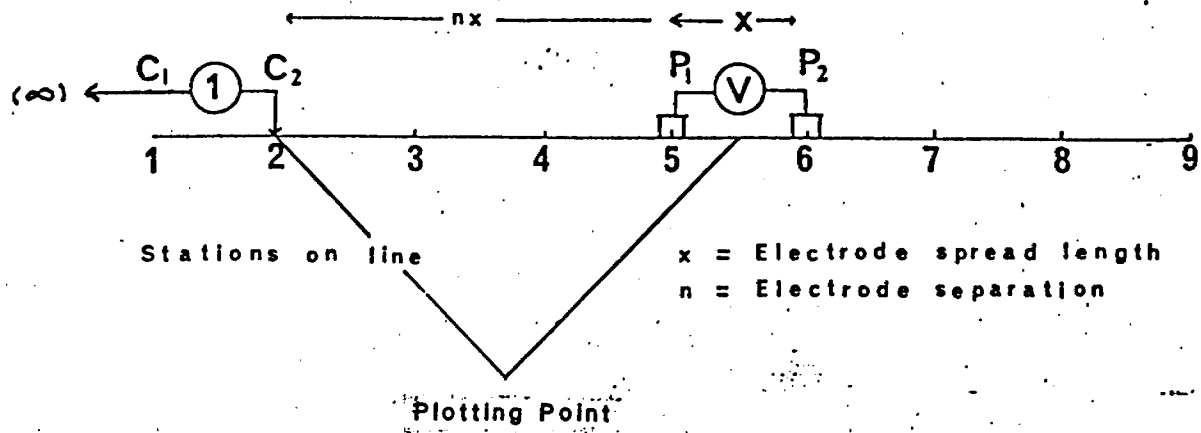 nx X
C₁ 1 C₂ P₁ V P₂
(∞)
1 2 3 4 5 6 7 8 9
Stations on line
x = Electrode spread length
n = Electrode separation
Plotting Point